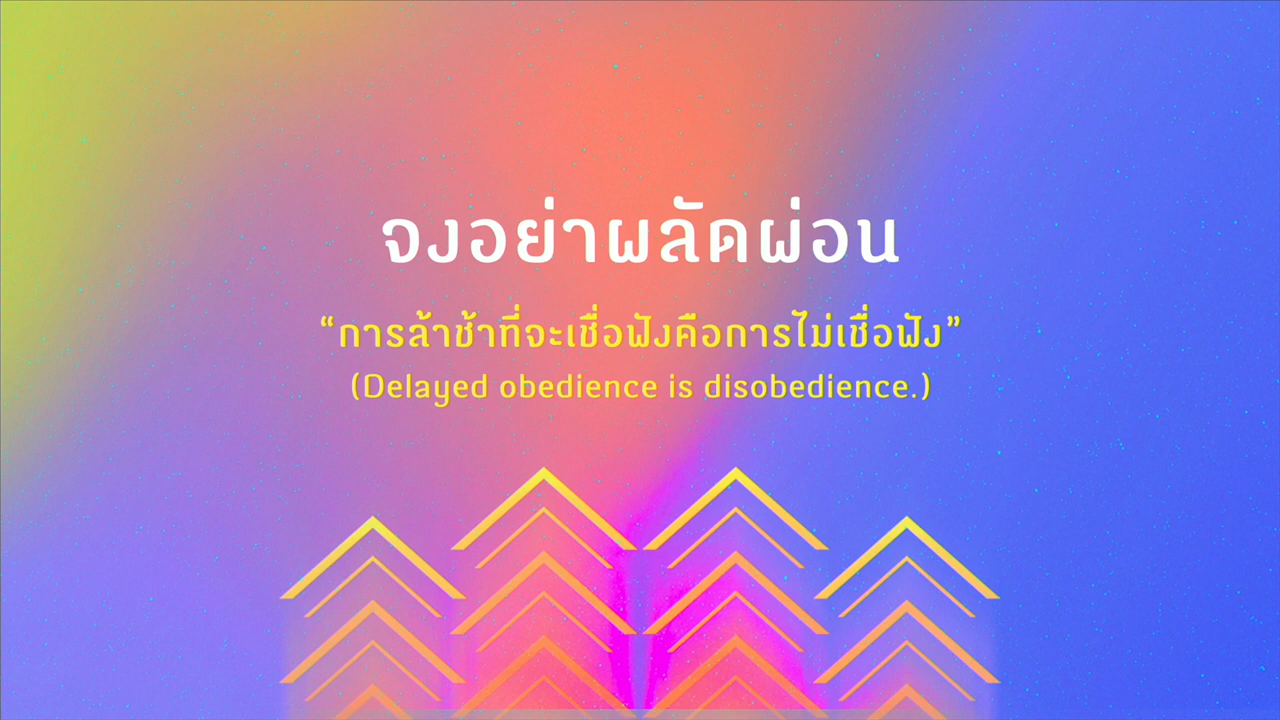 จงอย่าผลัดผ่อน
“การล้าช้าที่จะเชื่อฟังคือการไม่เชื่อฟัง”
(Delayed obedience is disobedience.)